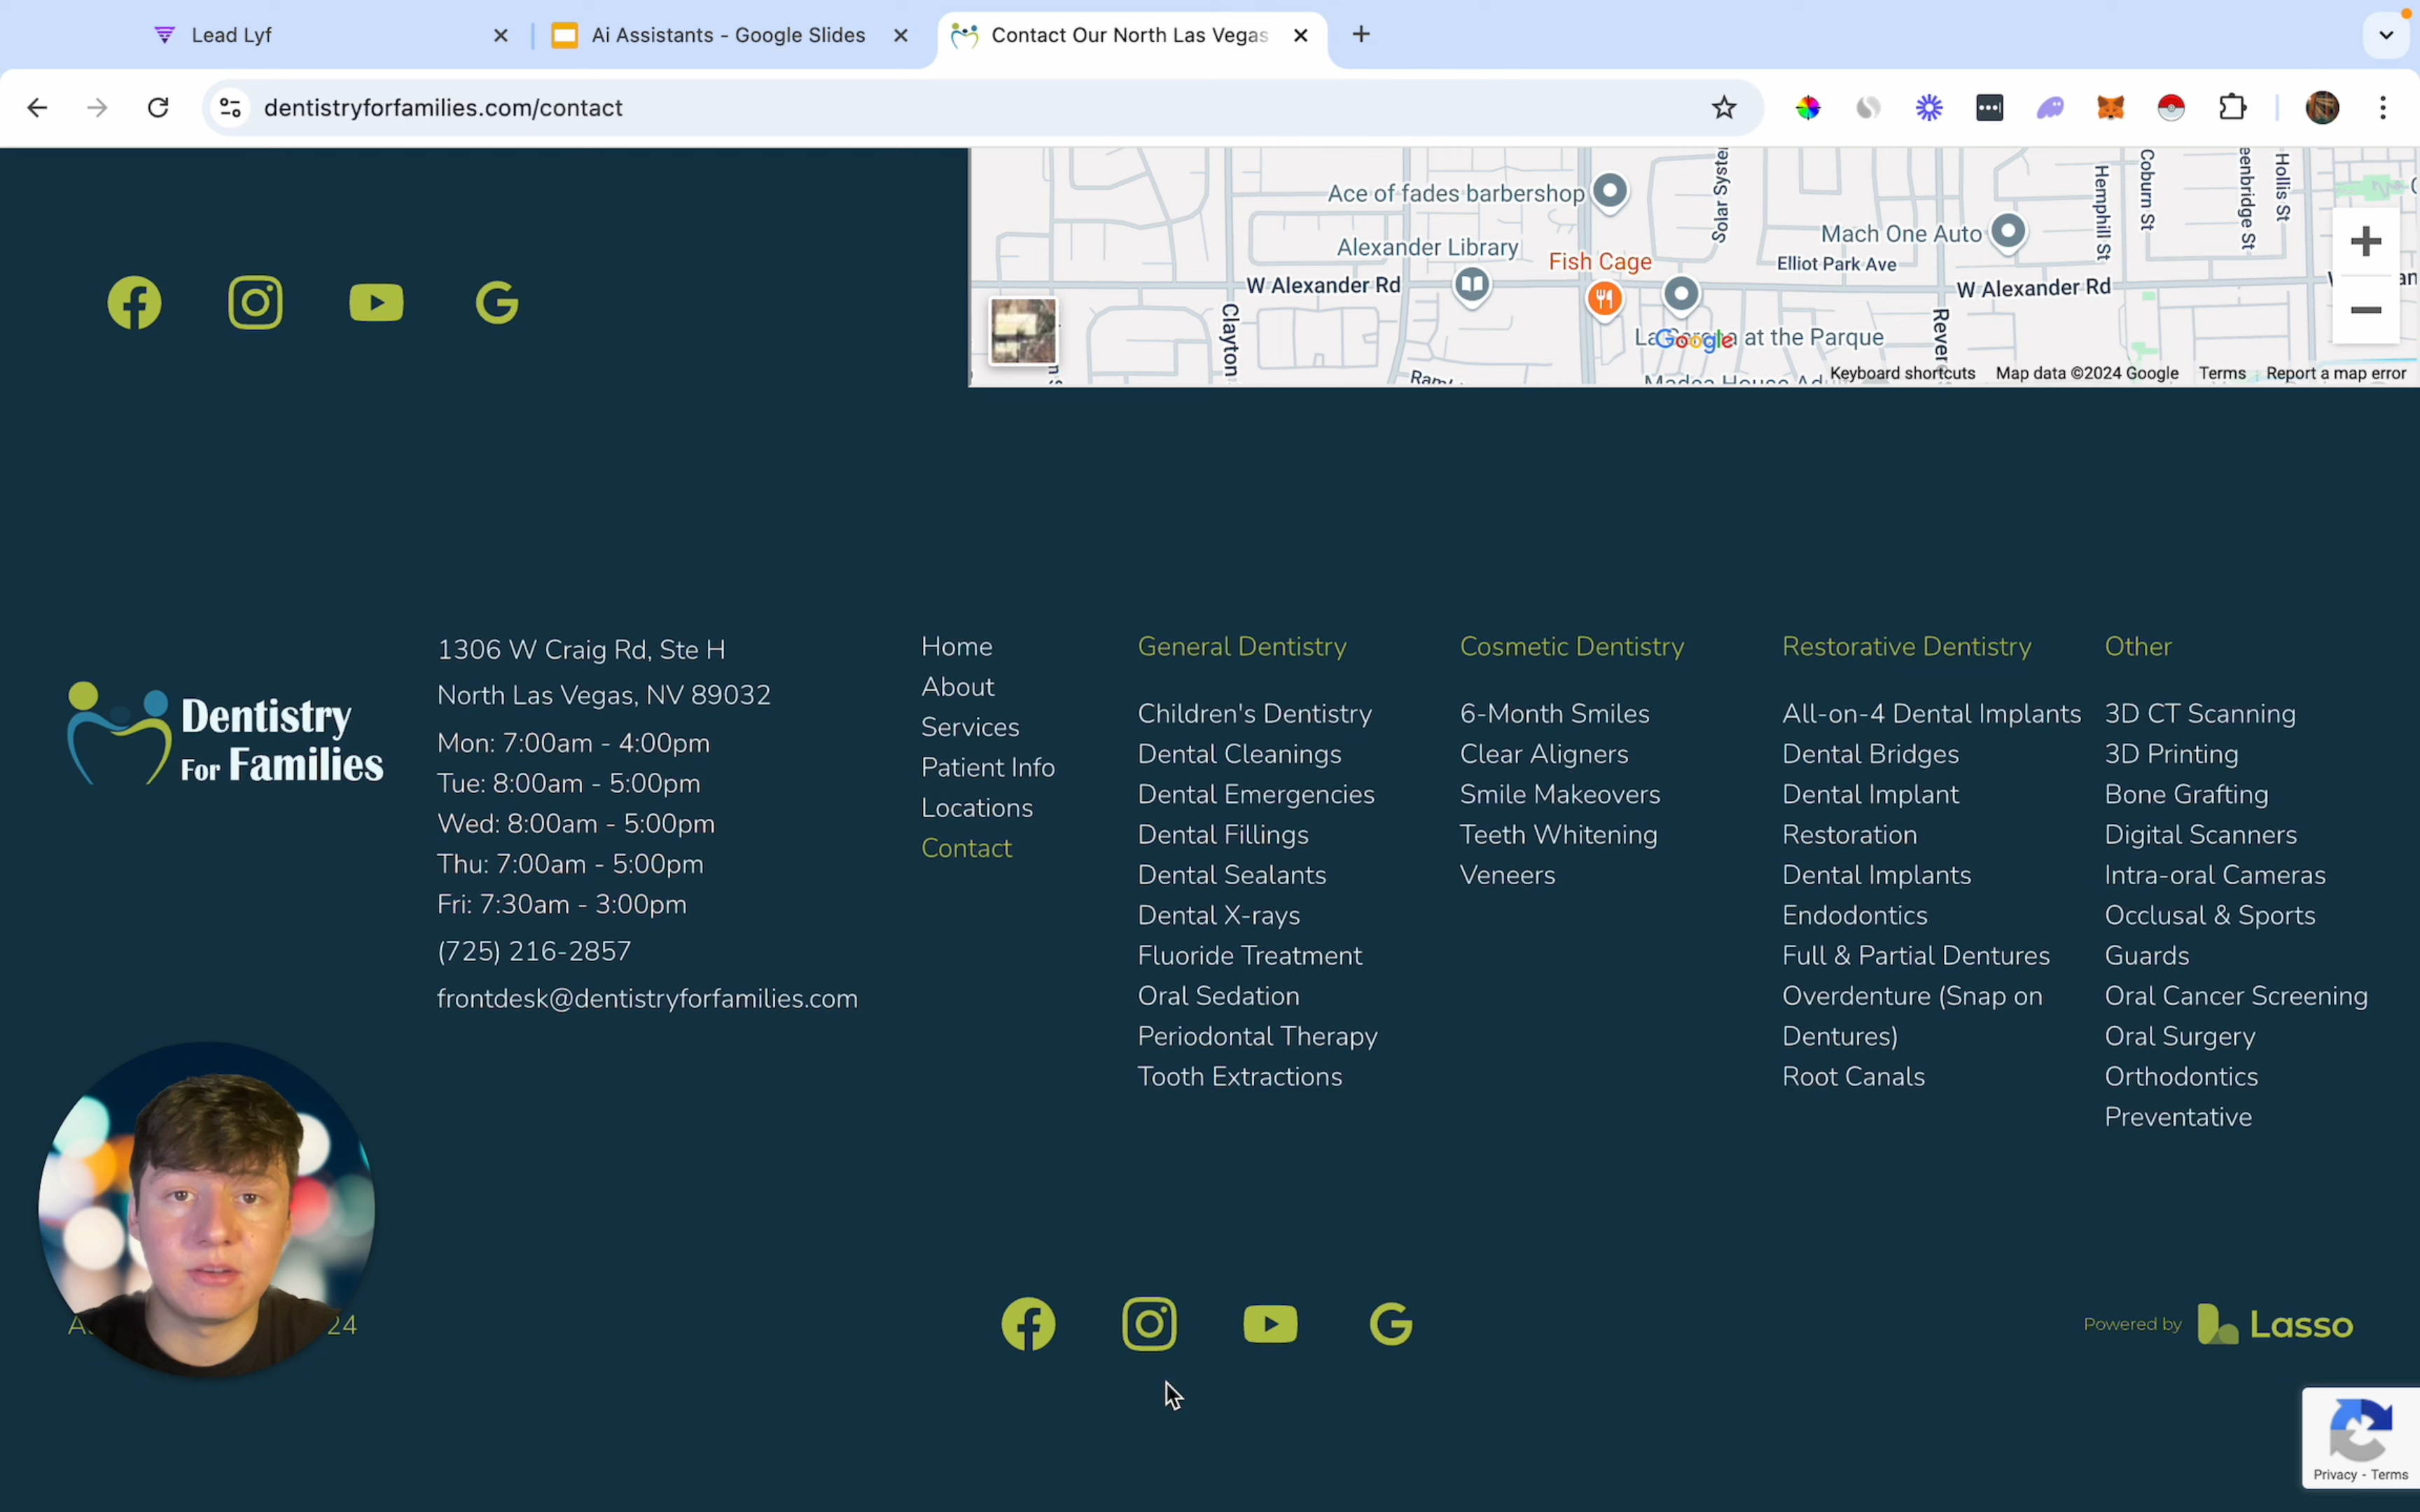 Lead Lyf
Ai Assistants - Google Slides
Contact Our North Las Vegas
dentistryforfamilies.com/contact
Ace of fades barbershop
Alexander Library
Fish Cage
W Alexander Rd
Clayton
Solar Syster
Mach One Auto
Elliot Park Ave
W Alexander Rd
Hemphill St
Coburn St
eenbridge St
Hollis St
at the Parque
Google
Keyboard shortcuts
Map data ©2024 Google
Terms
Report a map error
Dentistry
For Families
1306 W Craig Rd, Ste H
North Las Vegas, NV 89032
Mon: 7:00am - 4:00pm
Tue: 8:00am - 5:00pm
Wed: 8:00am - 5:00pm
Thu: 7:00am - 5:00pm
Fri: 7:30am - 3:00pm
(725) 216-2857
frontdesk@dentistryforfamilies.com
Home
About
Services
Patient Info
Locations
Contact
General Dentistry
Children's Dentistry
Dental Cleanings
Dental Emergencies
Dental Fillings
Dental Sealants
Dental X-rays
Fluoride Treatment
Oral Sedation
Periodontal Therapy
Tooth Extractions
Cosmetic Dentistry
6-Month Smiles
Clear Aligners
Smile Makeovers
Teeth Whitening
Veneers
Restorative Dentistry
All-on-4 Dental Implants
Dental Bridges
Dental Implant
Restoration
Dental Implants
Endodontics
Full & Partial Dentures
Overdenture (Snap on
Dentures)
Root Canals
Other
3D CT Scanning
3D Printing
Bone Grafting
Digital Scanners
Intra-oral Cameras
Occlusal & Sports
Guards
Oral Cancer Screening
Oral Surgery
Orthodontics
Preventative
24
Powered by Lasso
Privacy - Terms